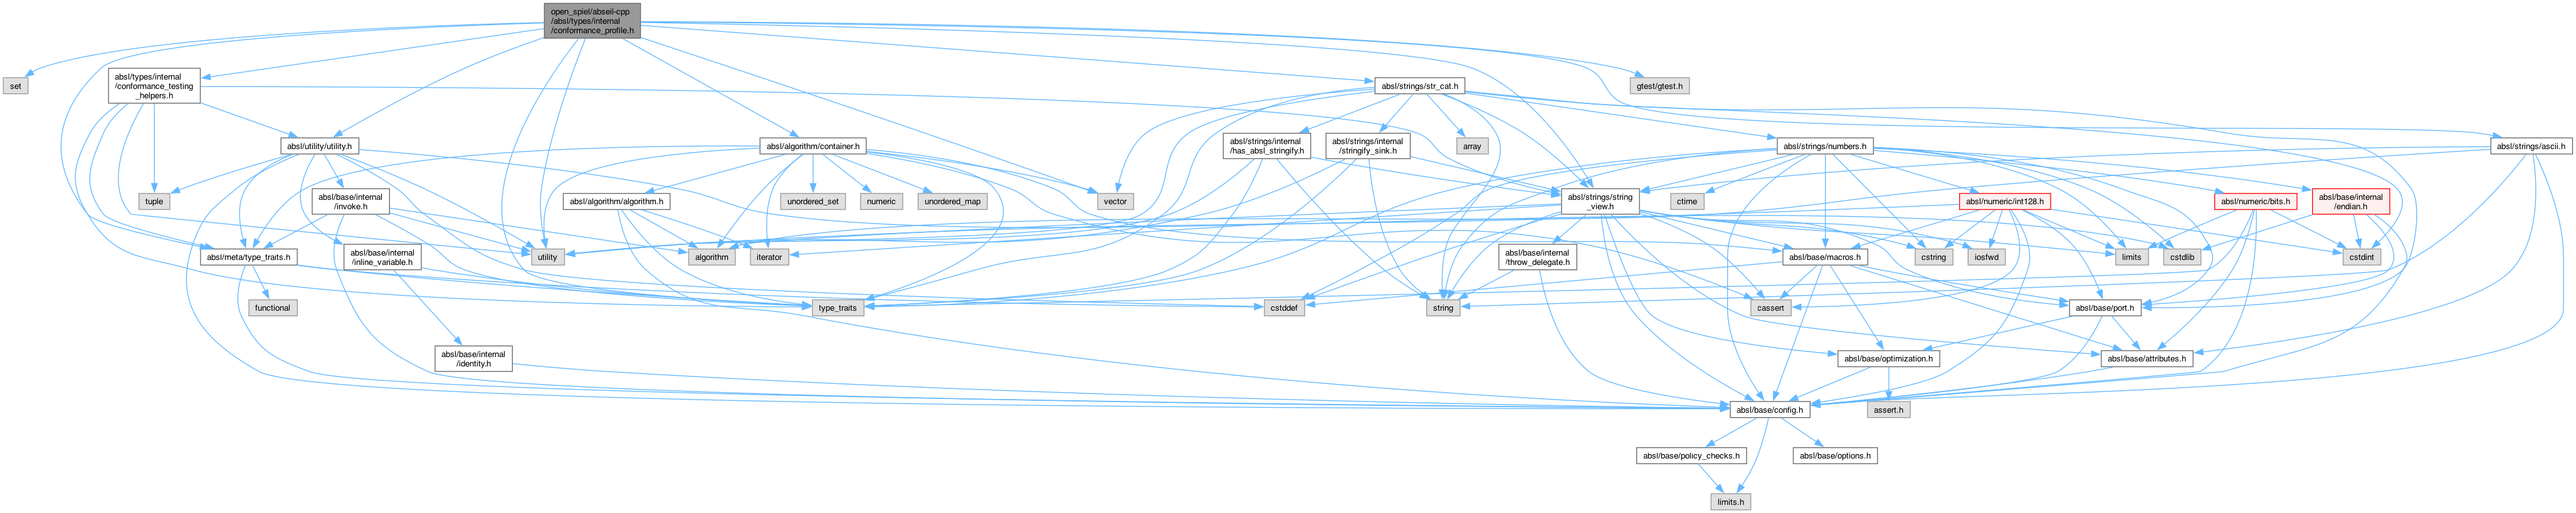 open_spiel/abseil-cpp
/absl/types/internal
/conformance_profile.h
set
absl/types/internal
/conformance_testing
_helpers.h
absl/strings/str_cat.h
gtest/gtest.h
absl/utility/utility.h
absl/algorithm/container.h
absl/strings/internal
/has_absl_stringify.h
absl/strings/internal
/stringify_sink.h
array
absl/strings/numbers.h
absl/strings/ascii.h
tuple
absl/base/internal
/invoke.h
absl/algorithm/algorithm.h
unordered_set
numeric
unordered_map
vector
absl/strings/string
_view.h
ctime
absl/numeric/int128.h
absl/numeric/bits.h
absl/base/internal
/endian.h
absl/meta/type_traits.h
absl/base/internal
/inline_variable.h
utility
algorithm
iterator
absl/base/internal
/throw_delegate.h
absl/base/macros.h
cstring
iosfwd
limits
cstdlib
cstdint
functional
type_traits
cstddef
string
cassert
absl/base/port.h
absl/base/internal
/identity.h
absl/base/optimization.h
absl/base/attributes.h
absl/base/config.h
assert.h
absl/base/policy_checks.h
absl/base/options.h
limits.h